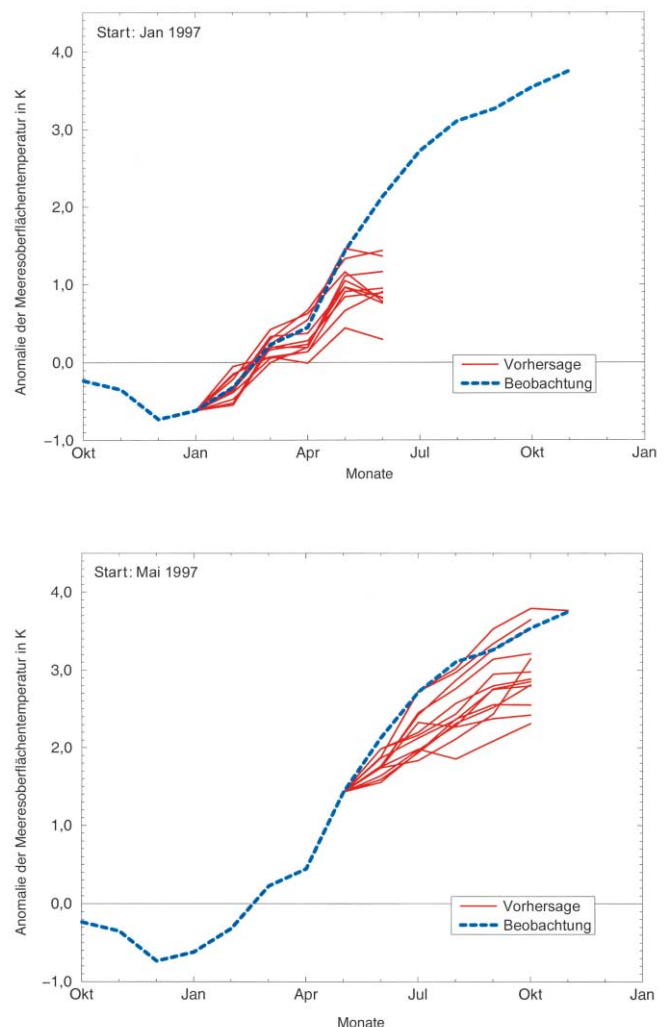 Start: Jan 1997
Anomalie der Meeresoberflächentemperatur in K
4,0
3,0
2,0
1,0
0,0
−1,0
Vorhersage
Beobachtung
Okt Jan Apr Jul Okt Jan
Monate
Start: Mai 1997
Anomalie der Meeresoberflächentemperatur in K
4,0
3,0
2,0
1,0
0,0
−1,0
Vorhersage
Beobachtung
Okt Jan Apr Jul Okt Jan
Monate